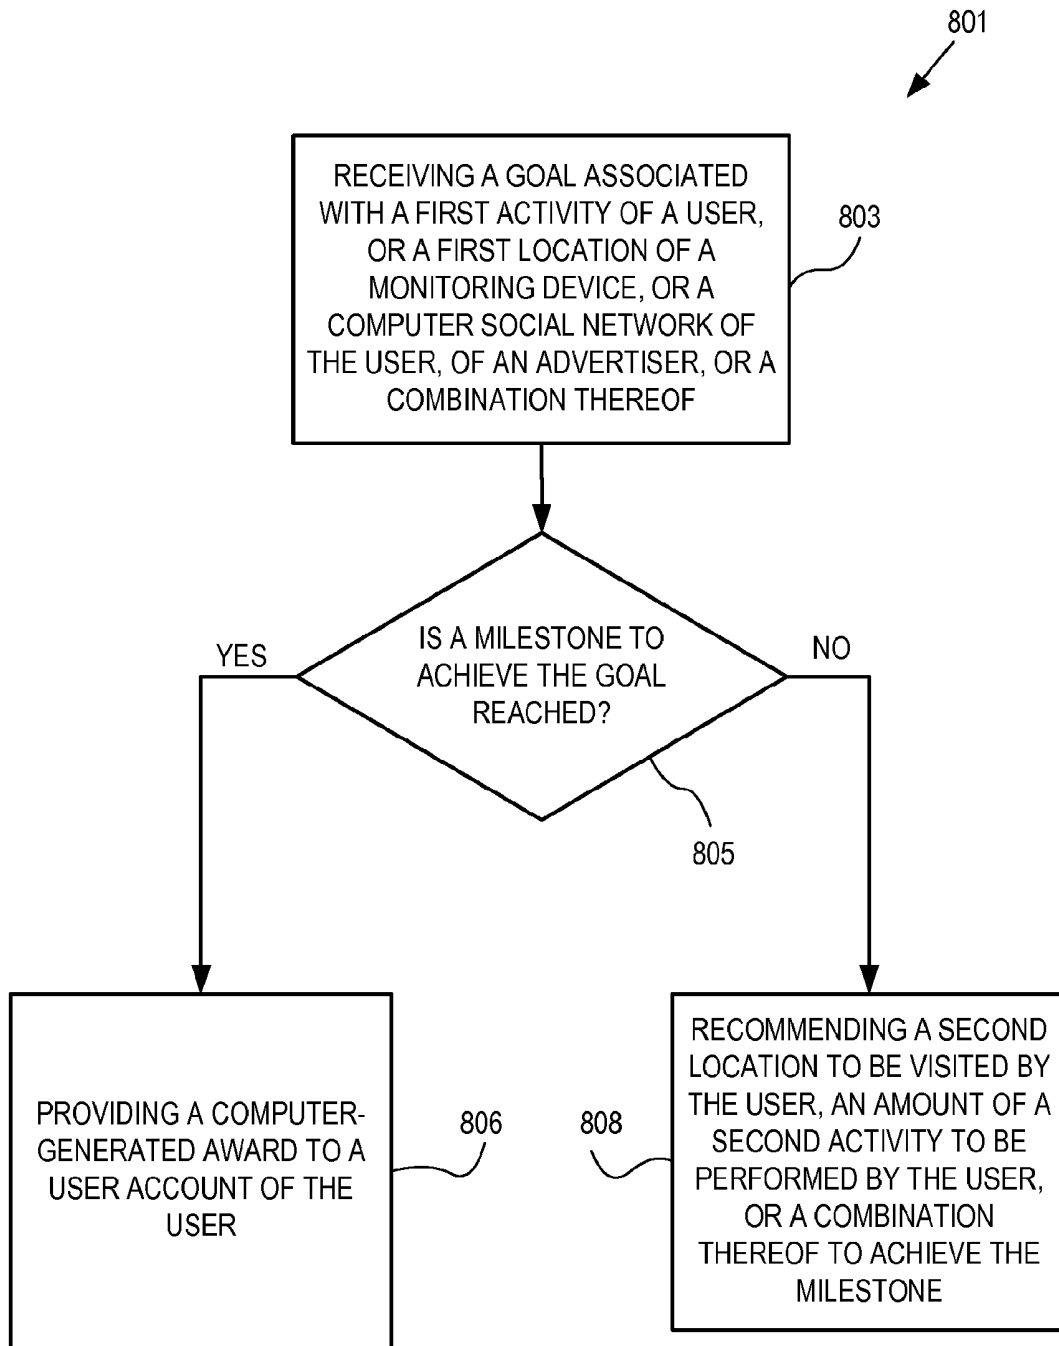 801
RECEIVING A GOAL ASSOCIATED
WITH A FIRST ACTIVITY OF A USER,
OR A FIRST LOCATION OF A
MONITORING DEVICE, OR A
COMPUTER SOCIAL NETWORK OF
THE USER, OF AN ADVERTISER, OR A
COMBINATION THEREOF
803
IS A MILESTONE TO
ACHIEVE THE GOAL
REACHED?
YES
NO
805
PROVIDING A COMPUTER-
GENERATED AWARD TO A
USER ACCOUNT OF THE
USER
806
808
RECOMMENDING A SECOND
LOCATION TO BE VISITED BY
THE USER, AN AMOUNT OF A
SECOND ACTIVITY TO BE
PERFORMED BY THE USER,
OR A COMBINATION
THEREOF TO ACHIEVE THE
MILESTONE